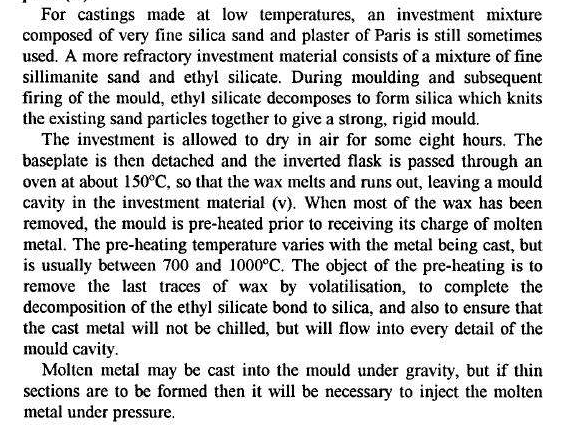 For castings made at low temperatures, an investment mixture
composed of very fine silica sand and plaster of Paris is still sometimes
used. A more refractory investment material consists of a mixture of fine
sillimanite sand and ethyl silicate. During moulding and subsequent
firing of the mould, ethyl silicate decomposes to form silica which knits
the existing sand particles together to give a strong, rigid mould.
The investment is allowed to dry in air for some eight hours. The
baseplate is then detached and the inverted flask is passed through an
oven at about 150°C, so that the wax melts and runs out, leaving a mould
cavity in the investment material (v). When most of the wax has been
removed, the mould is pre-heated prior to receiving its charge of molten
metal. The pre-heating temperature varies with the metal being cast, but
is usually between 700 and 1000°C. The object of the pre-heating is to
remove the last traces of wax by volatilisation, to complete the
decomposition of the ethyl silicate bond to silica, and also to ensure that
the cast metal will not be chilled, but will flow into every detail of the
mould cavity.
Molten metal may be cast into the mould under gravity, but if thin
sections are to be formed then it will be necessary to inject the molten
metal under pressure.